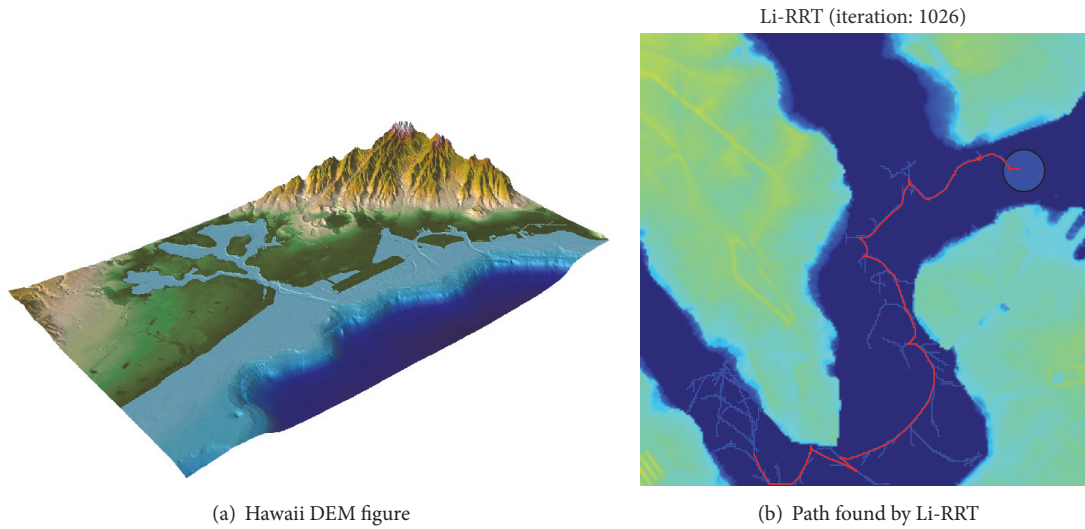 Li-RRT (iteration: 1026)
(a) Hawaii DEM figure
(b) Path found by Li-RRT